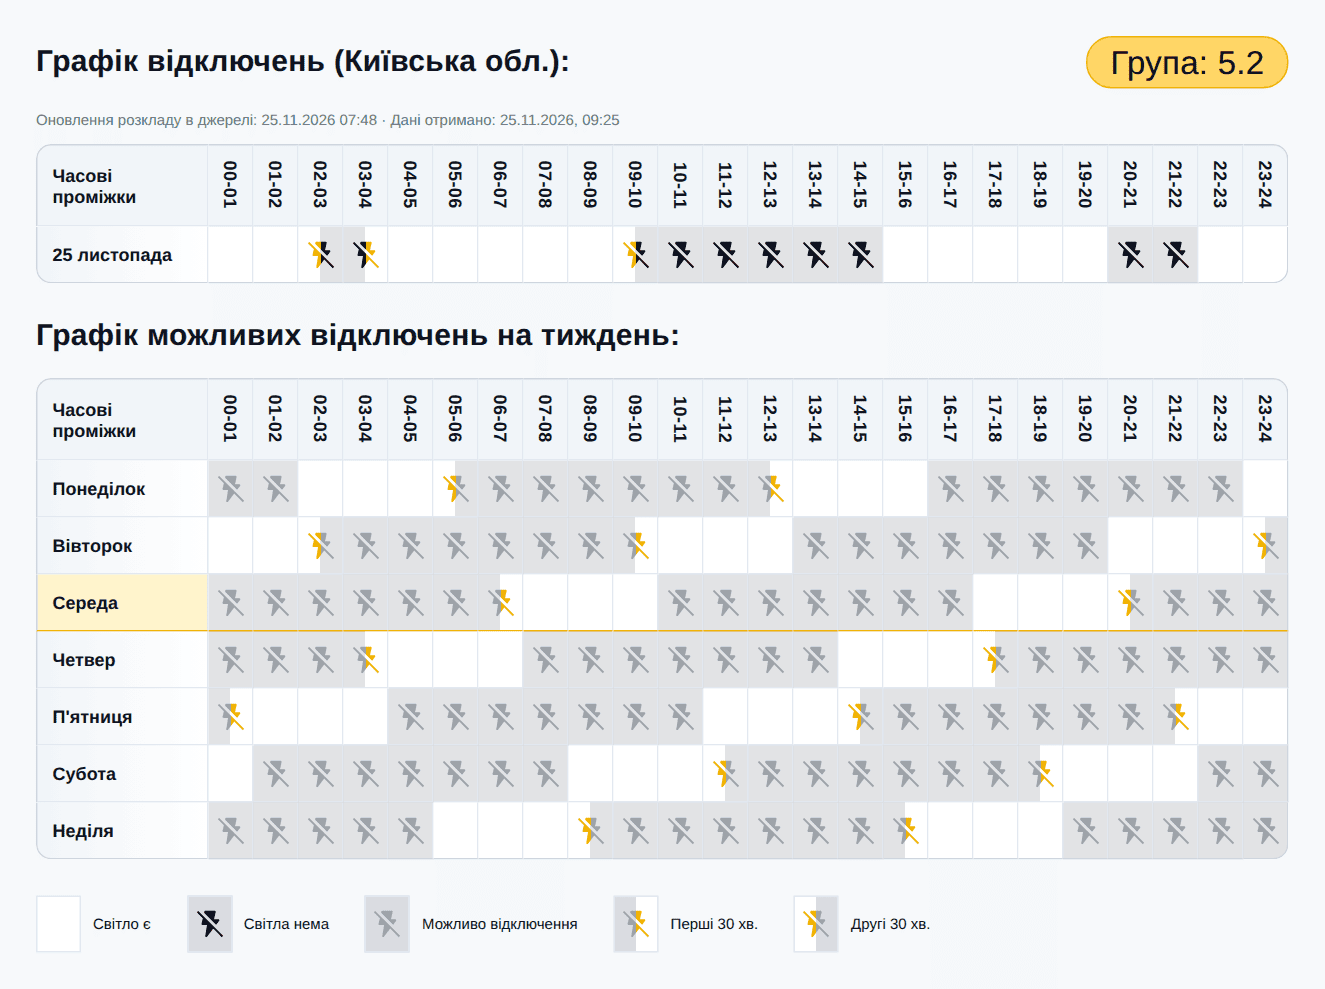 Графік відключень (Київська обл.):
Група: 5.2
Оновлення розкладу в джерелі: 25.11.2026 07:48 · Дані отримано: 25.11.2026, 09:25
Часові
проміжки
00-01 01-02 02-03 03-04 04-05 05-06 06-07 07-08 08-09 09-10 10-11 11-12 12-13 13-14 14-15 15-16 16-17 17-18 18-19 19-20 20-21 21-22 22-23 23-24
25 листопада
Графік можливих відключень на тиждень:
Часові
проміжки
00-01 01-02 02-03 03-04 04-05 05-06 06-07 07-08 08-09 09-10 10-11 11-12 12-13 13-14 14-15 15-16 16-17 17-18 18-19 19-20 20-21 21-22 22-23 23-24
Понеділок
Вівторок
Середа
Четвер
П'ятниця
Субота
Неділя
Світло є
Світла нема
Можливо відключення
Перші 30 хв.
Другі 30 хв.